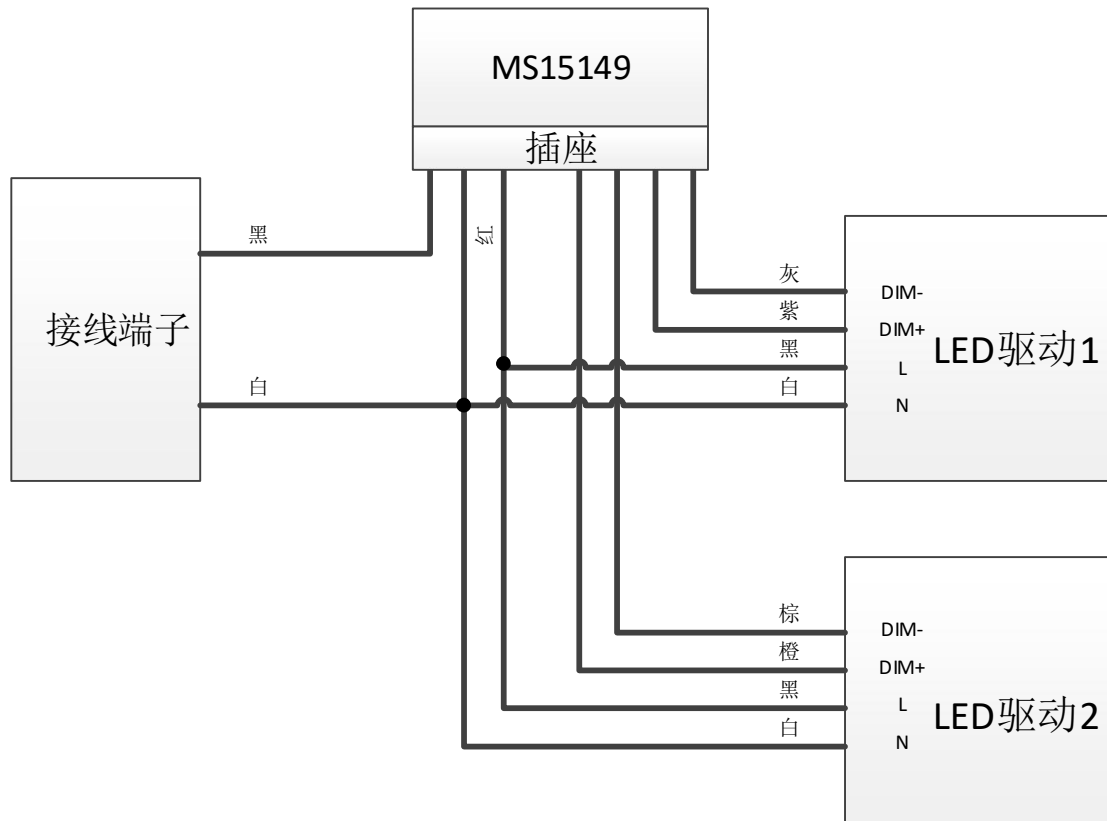 MS15149
插座
黑
红
接线端子
白
灰
DIM-
紫
DIM+
LED驱动1
黑
L
白
N
棕
DIM-
橙
DIM+
LED驱动2
黑
L
白
N